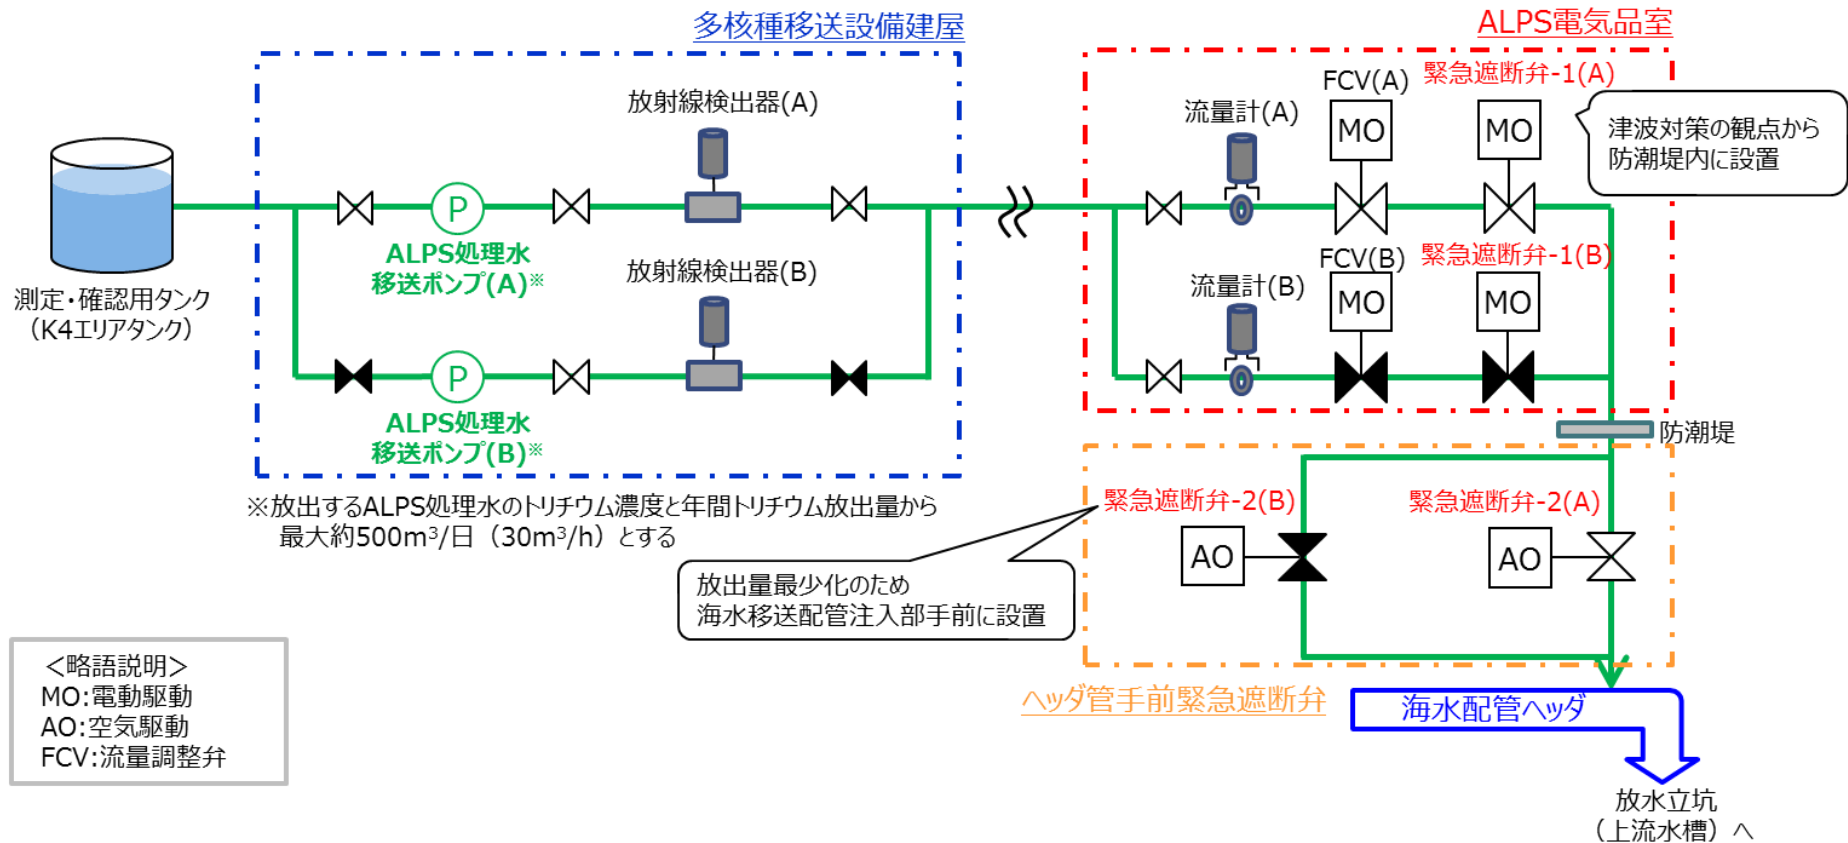 多核種移送設備建屋
ALPS電気品室
放射線検出器(A)
ALPS処理水
移送ポンプ(A)※
P
放射線検出器(B)
ALPS処理水
移送ポンプ(B)※
P
測定・確認用タンク
（K4エリアタンク）
※放出するALPS処理水のトリチウム濃度と年間トリチウム放出量から
最大約500m³/日（30m³/h）とする
流量計(A)
FCV(A)
MO
緊急遮断弁-1(A)
MO
津波対策の観点から
防潮堤内に設置
流量計(B)
FCV(B)
MO
緊急遮断弁-1(B)
MO
防潮堤
緊急遮断弁-2(B)
AO
緊急遮断弁-2(A)
AO
放出量最少化のため
海水移送配管注入部手前に設置
ヘッダ管手前緊急遮断弁
海水配管ヘッダ
放水立坑
（上流水槽）へ
＜略語説明＞
MO:電動駆動
AO:空気駆動
FCV:流量調整弁